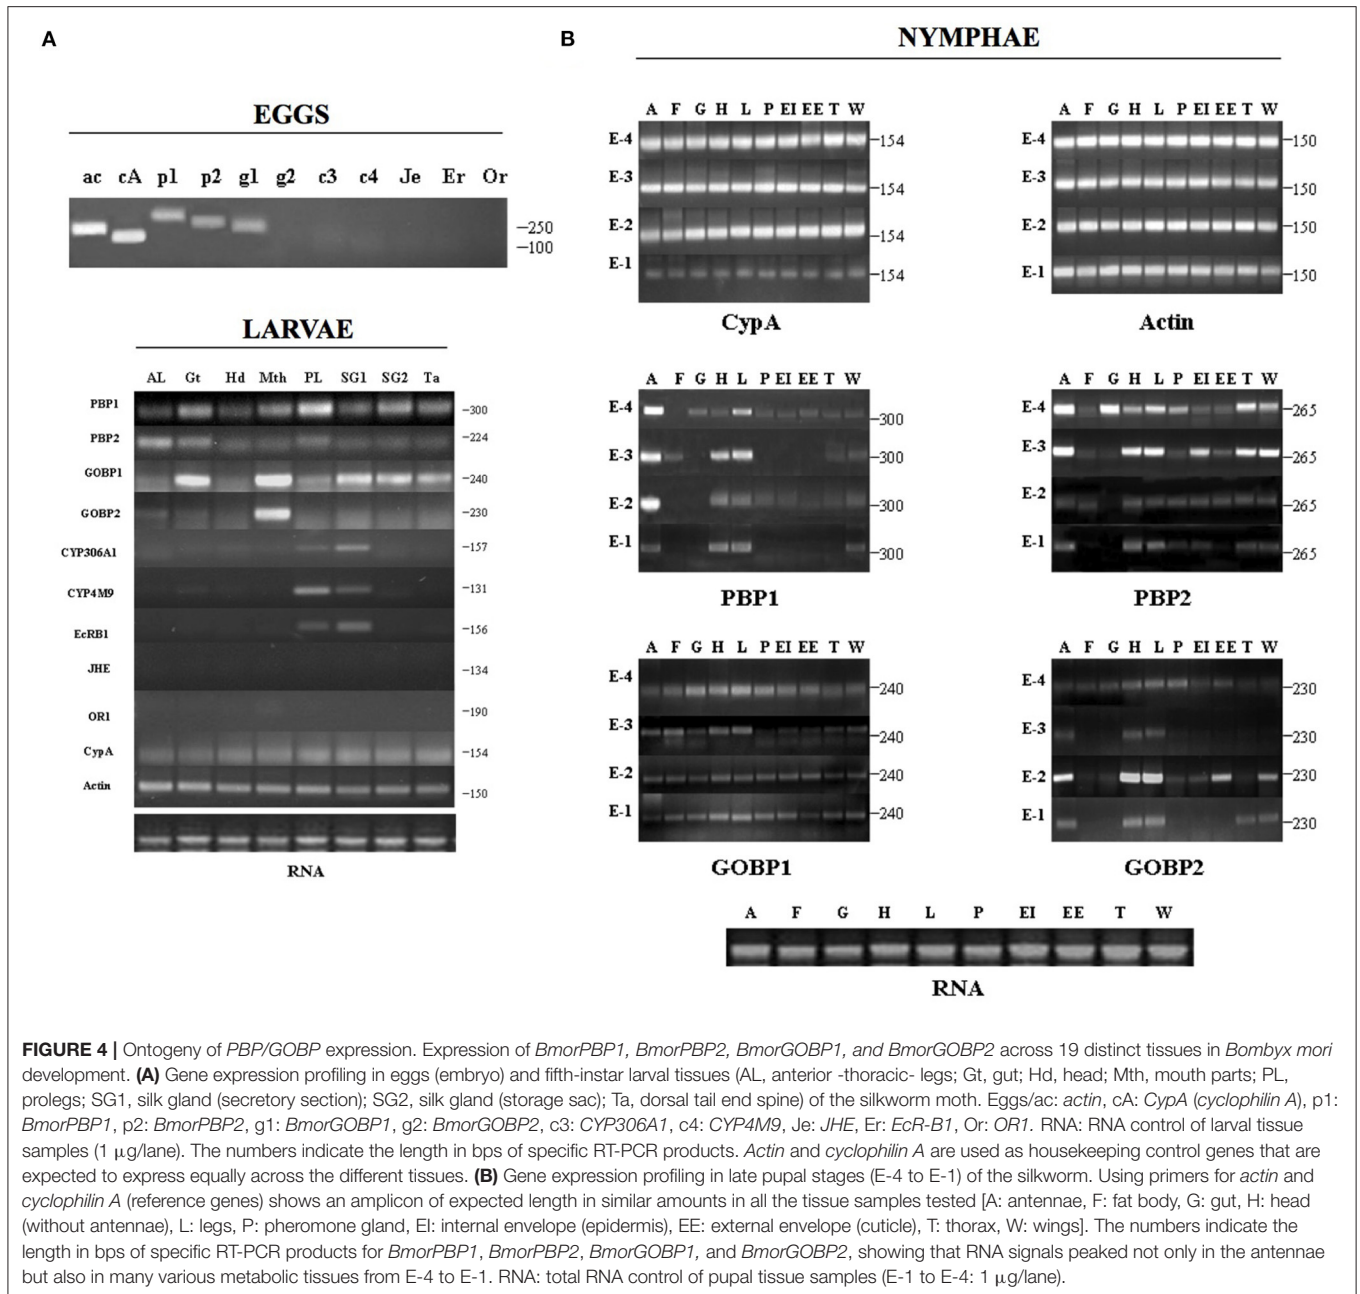 A
EGGS
ac cA p1 p2 g1 g2 c3 c4 Je Er Or
–250
–100
LARVAE
AL Gt Hd Mth PL SG1 SG2 Ta
PBP1 –300
PBP2 –224
GOBP1 –240
GOBP2 –230
CYP306A1 –157
CYP4M9 –131
EcRB1 –156
JHE –134
OR1 –190
CypA –154
Actin –150
RNA
B
NYMPHAE
A F G H L P EI EE T W
E-4 –154
E-3 –154
E-2 –154
E-1 –154
CypA
A F G H L P EI EE T W
E-4 –150
E-3 –150
E-2 –150
E-1 –150
Actin
A F G H L P EI EE T W
E-4 –300
E-3 –300
E-2 –300
E-1 –300
PBP1
A F G H L P EI EE T W
E-4 –265
E-3 –265
E-2 –265
E-1 –265
PBP2
A F G H L P EI EE T W
E-4 –240
E-3 –240
E-2 –240
E-1 –240
GOBP1
A F G H L P EI EE T W
E-4 –230
E-3 –230
E-2 –230
E-1 –230
GOBP2
A F G H L P EI EE T W
RNA
FIGURE 4 | Ontogeny of PBP/GOBP expression. Expression of BmorPBP1, BmorPBP2, BmorGOBP1, and BmorGOBP2 across 19 distinct tissues in Bombyx mori
development. (A) Gene expression profiling in eggs (embryo) and fifth-instar larval tissues (AL, anterior -thoracic- legs; Gt, gut; Hd, head; Mth, mouth parts; PL,
prolegs; SG1, silk gland (secretory section); SG2, silk gland (storage sac); Ta, dorsal tail end spine) of the silkworm moth. Eggs/ac: actin, cA: CypA (cyclophilin A), p1:
BmorPBP1, p2: BmorPBP2, g1: BmorGOBP1, g2: BmorGOBP2, c3: CYP306A1, c4: CYP4M9, Je: JHE, Er: EcR-B1, Or: OR1. RNA: RNA control of larval tissue
samples (1 μg/lane). The numbers indicate the length in bps of specific RT-PCR products. Actin and cyclophilin A are used as housekeeping control genes that are
expected to express equally across the different tissues. (B) Gene expression profiling in late pupal stages (E-4 to E-1) of the silkworm. Using primers for actin and
cyclophilin A (reference genes) shows an amplicon of expected length in similar amounts in all the tissue samples tested [A: antennae, F: fat body, G: gut, H: head
(without antennae), L: legs, P: pheromone gland, EI: internal envelope (epidermis), EE: external envelope (cuticle), T: thorax, W: wings]. The numbers indicate the
length in bps of specific RT-PCR products for BmorPBP1, BmorPBP2, BmorGOBP1, and BmorGOBP2, showing that RNA signals peaked not only in the antennae
but also in many various metabolic tissues from E-4 to E-1. RNA: total RNA control of pupal tissue samples (E-1 to E-4: 1 μg/lane).